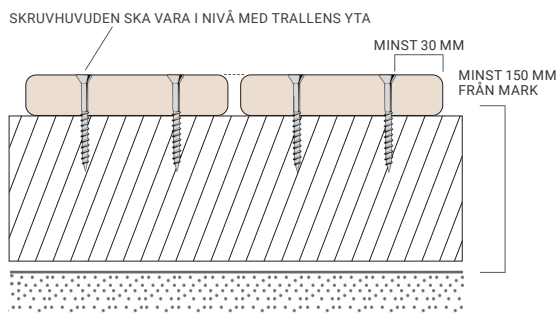 SKRUVHUVUDEN SKA VARA I NIVÅ MED TRALLENS YTA
MINST 30 MM
MINST 150 MM
FRÅN MARK